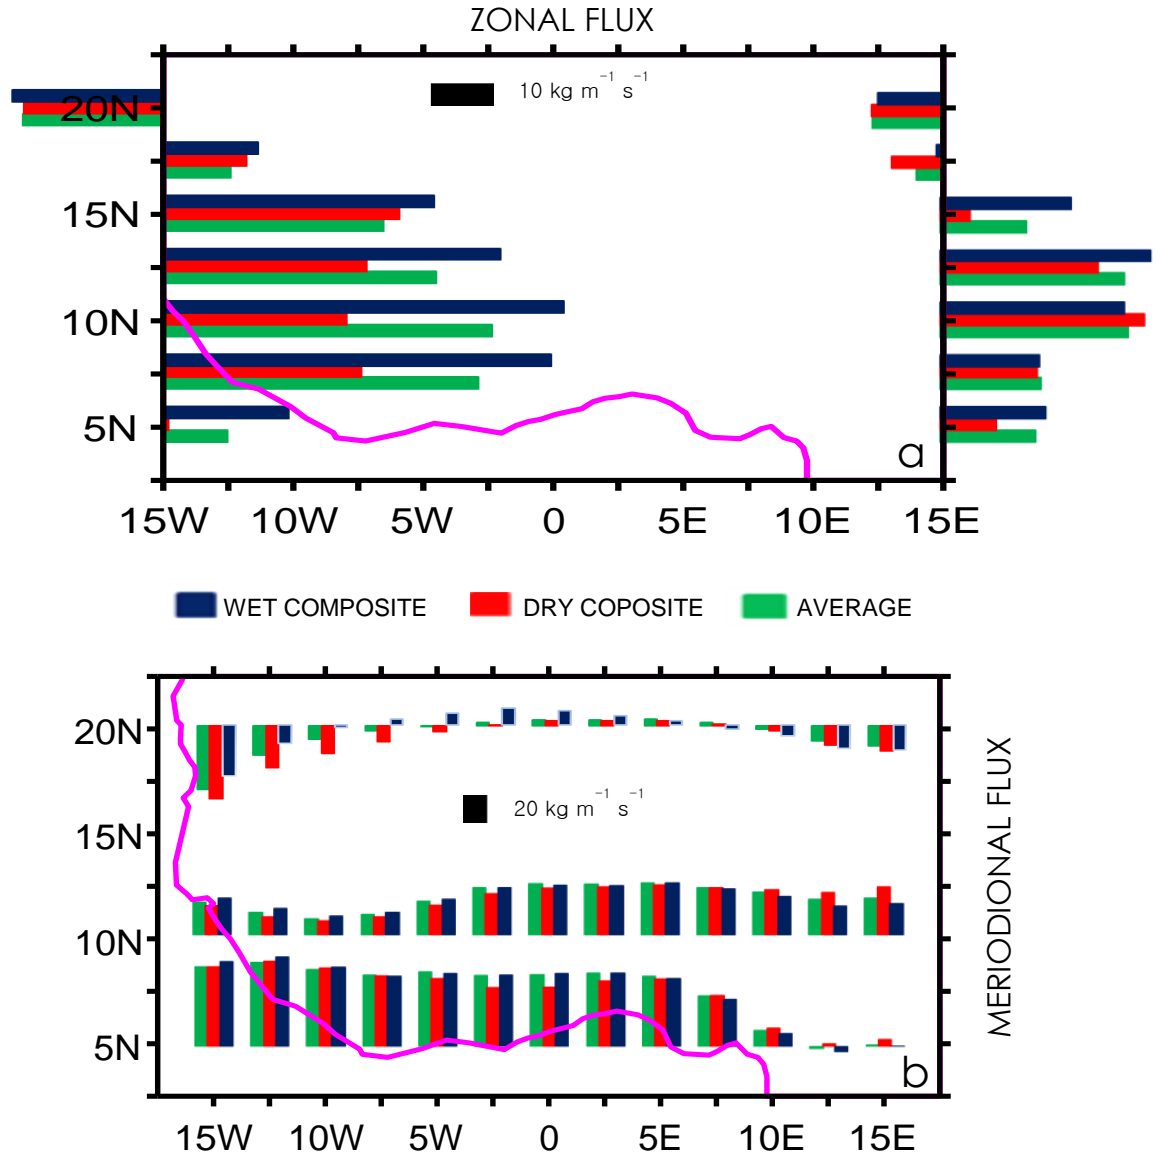 ZONAL FLUX
10 kg m⁻¹ s⁻¹
20N
15N
10N
5N
a
15W 10W 5W 0 5E 10E 15E
WET COMPOSITE DRY COPOSITE AVERAGE
20N
20 kg m⁻¹ s⁻¹
15N
10N
5N
b
15W 10W 5W 0 5E 10E 15E
MERIODIONAL FLUX